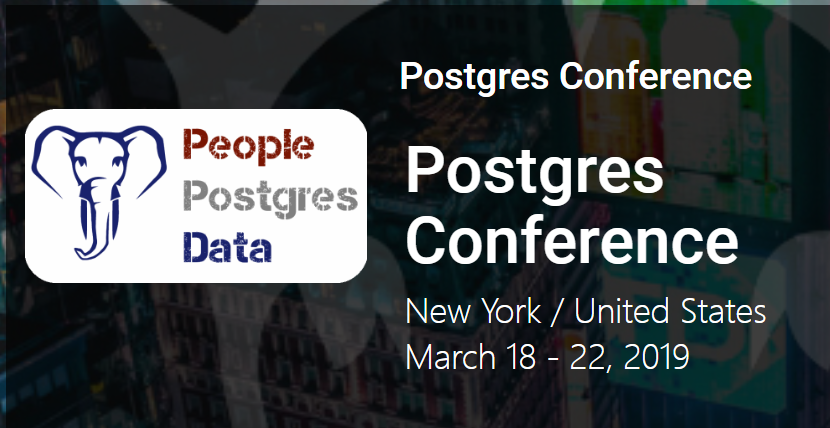 Postgres Conference
People
Postgres
Data
Postgres
Conference
New York / United States
March 18 - 22, 2019